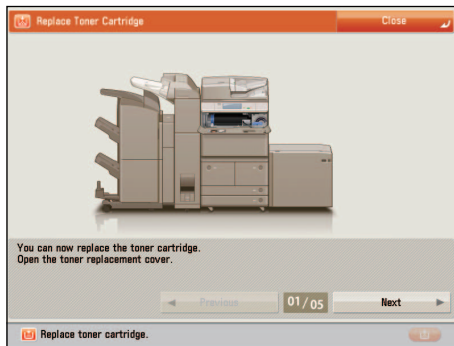 Replace Toner Cartridge
Close
You can now replace the toner cartridge.
Open the toner replacement cover.
Previous
01/05
Next
Replace toner cartridge.